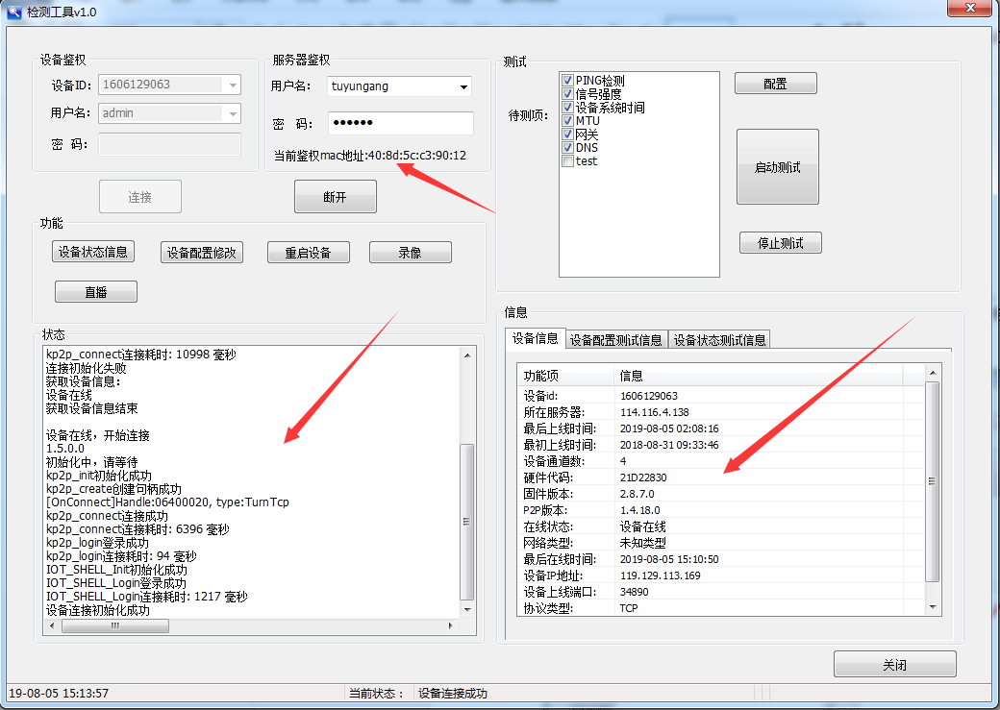 检测工具v1.0
设备鉴权
设备ID: 1606129063
用户名: admin
密 码:
连接
服务器鉴权
用户名: tuyungang
密 码: ●●●●●●
当前鉴权mac地址:40:8d:5c:c3:90:12
断开
功能
设备状态信息 设备配置修改 重启设备 录像
直播
测试
待测项:
PING检测
信号强度
设备系统时间
MTU
网关
DNS
test
配置
启动测试
停止测试
状态
kp2p_connect连接耗时: 10998 毫秒
连接初始化失败
获取设备信息:
设备在线
获取设备信息结束
设备在线，开始连接
1.5.0.0
初始化中，请等待
kp2p_init初始化成功
kp2p_create创建句柄成功
[OnConnect]Handle:06400020, type:TurnTcp
kp2p_connect连接成功
kp2p_connect连接耗时: 6396 毫秒
kp2p_login登录成功
kp2p_login连接耗时: 94 毫秒
IOT_SHELL_Init初始化成功
IOT_SHELL_Login登录成功
IOT_SHELL_Login连接耗时: 1217 毫秒
设备连接初始化成功
信息
设备信息 设备配置测试信息 设备状态测试信息
功能项 信息
设备id: 1606129063
所在服务器: 114.116.4.138
最后上线时间: 2019-08-05 02:08:16
最初上线时间: 2018-08-31 09:33:46
设备通道数: 4
硬件代码: 21D22830
固件版本: 2.8.7.0
P2P版本: 1.4.18.0
在线状态: 设备在线
网络类型: 未知类型
最后在线时间: 2019-08-05 15:10:50
设备IP地址: 119.129.113.169
设备上线端口: 34890
协议类型: TCP
关闭
19-08-05 15:13:57 当前状态： 设备连接成功